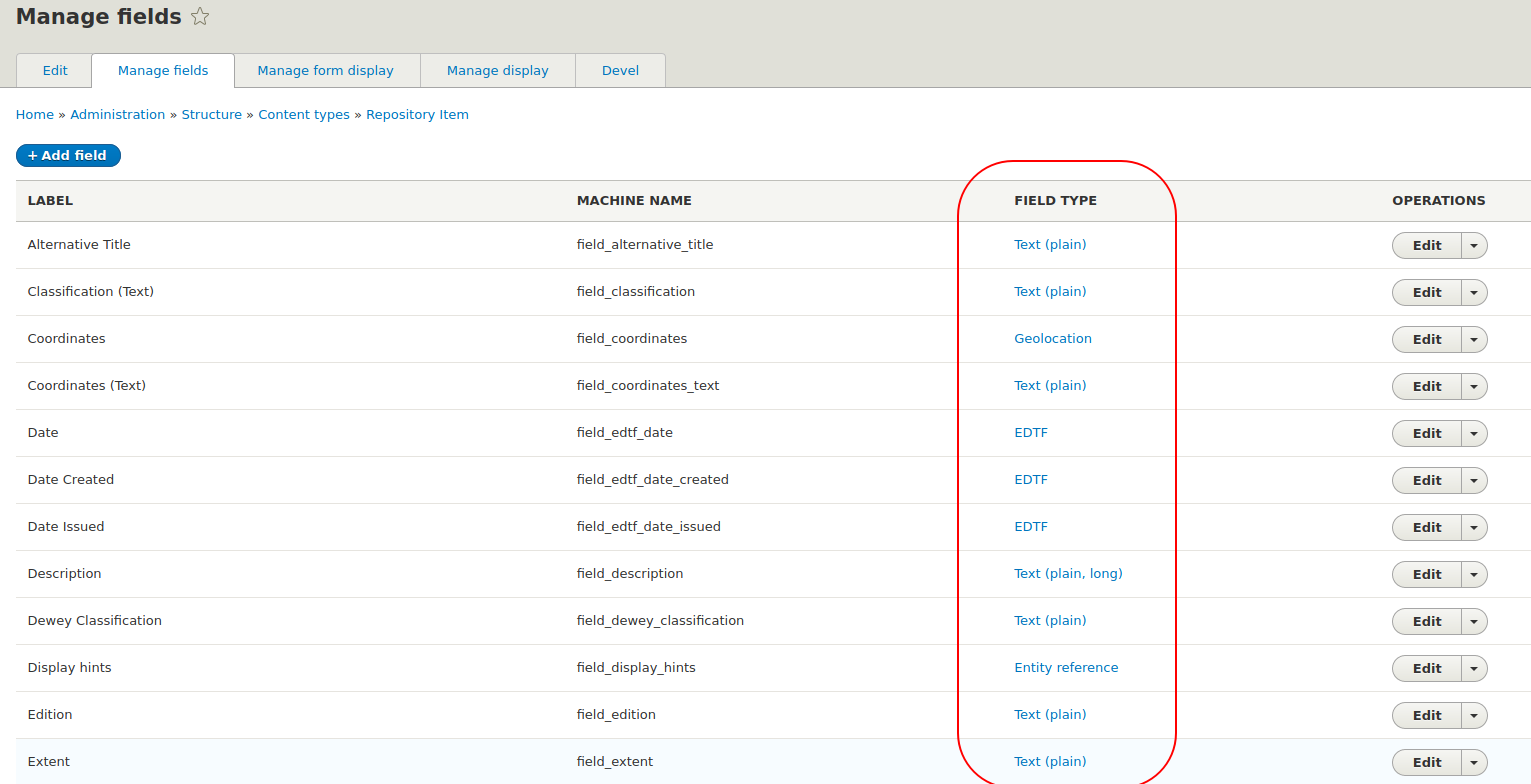 Manage fields
Edit Manage fields Manage form display Manage display Devel
Home » Administration » Structure » Content types » Repository Item
+ Add field
LABEL MACHINE NAME FIELD TYPE OPERATIONS
Alternative Title field_alternative_title Text (plain) Edit
Classification (Text) field_classification Text (plain) Edit
Coordinates field_coordinates Geolocation Edit
Coordinates (Text) field_coordinates_text Text (plain) Edit
Date field_edtf_date EDTF Edit
Date Created field_edtf_date_created EDTF Edit
Date Issued field_edtf_date_issued EDTF Edit
Description field_description Text (plain, long) Edit
Dewey Classification field_dewey_classification Text (plain) Edit
Display hints field_display_hints Entity reference Edit
Edition field_edition Text (plain) Edit
Extent field_extent Text (plain) Edit